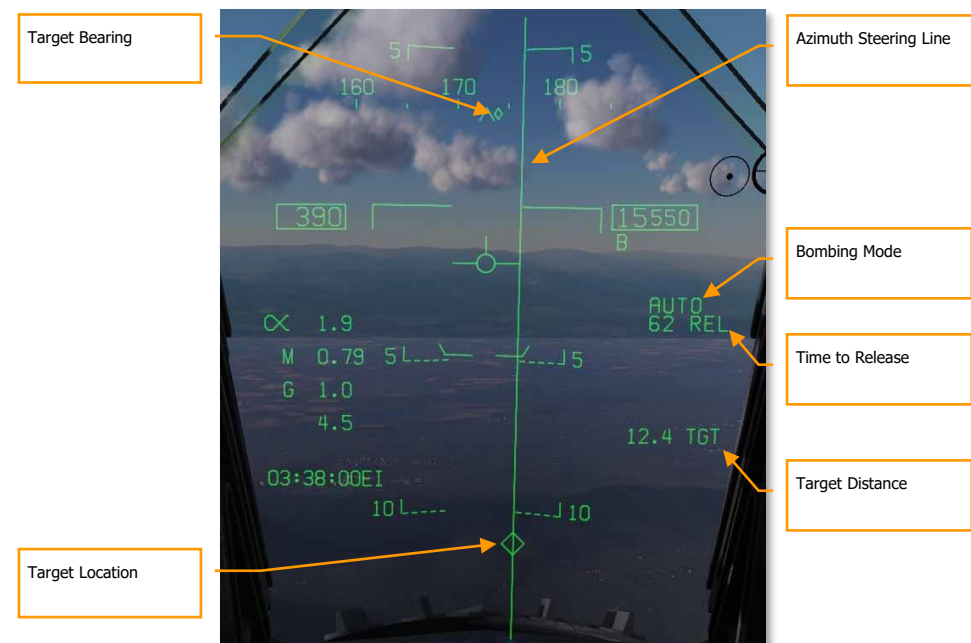 Target Bearing
Azimuth Steering Line
5 5
160 170 180
390 15550
B
Bombing Mode
AUTO
α 1.9 62 REL
M 0.79 5 5
Time to Release
G 1.0
4.5 12.4 TGT
03:38:00EI
Target Distance
10 10
Target Location